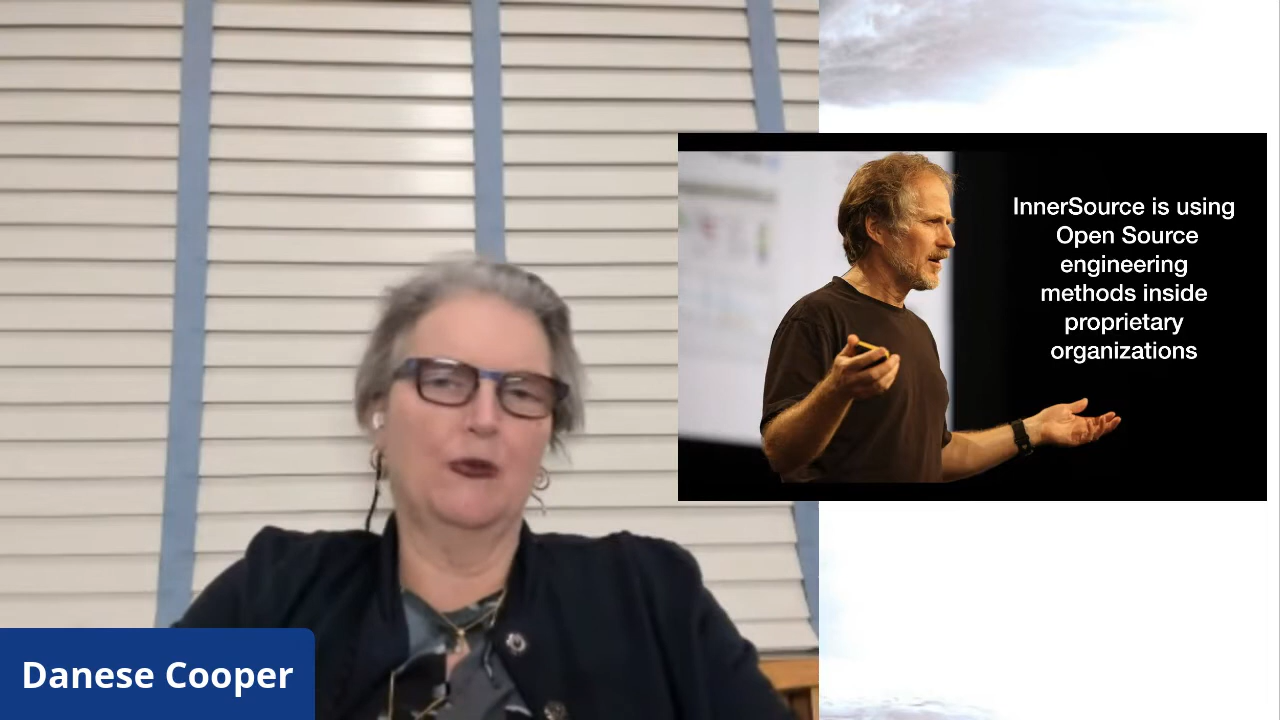 InnerSource is using
Open Source
engineering
methods inside
proprietary
organizations
Danese Cooper